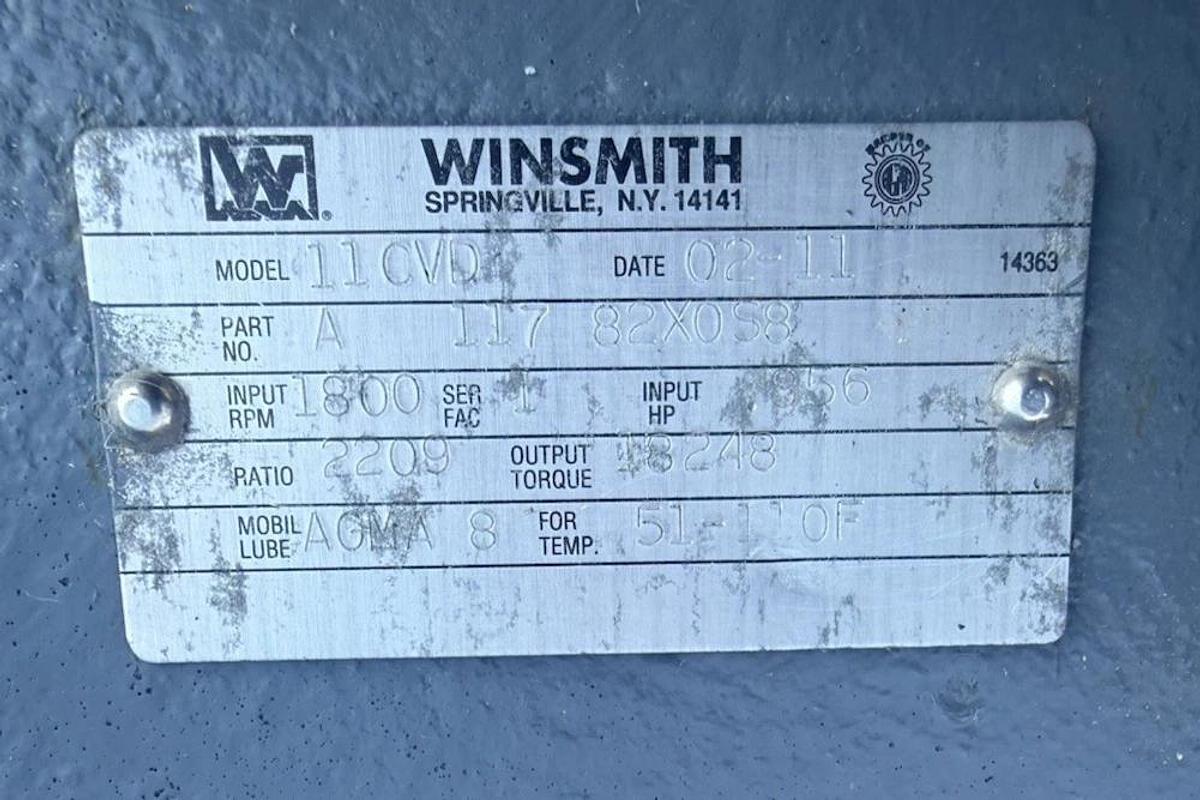 W ®
WINSMITH
SPRINGVILLE, N.Y. 14141
MODEL 11CVD DATE 02-11 14363
PART NO. A 117 82X0S8
INPUT RPM 1800 SER FAC 1 INPUT HP
RATIO 2209 OUTPUT TORQUE 18248
MOBIL LUBE AGMA 8 FOR TEMP. 51-110F